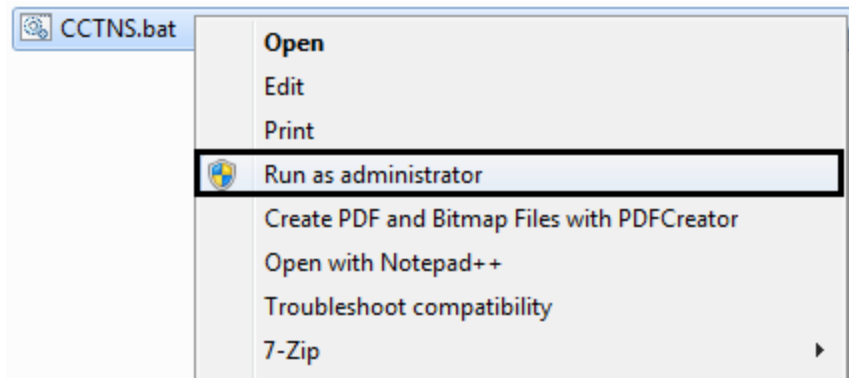 CCTNS.bat
Open
Edit
Print
Run as administrator
Create PDF and Bitmap Files with PDFCreator
Open with Notepad++
Troubleshoot compatibility
7-Zip